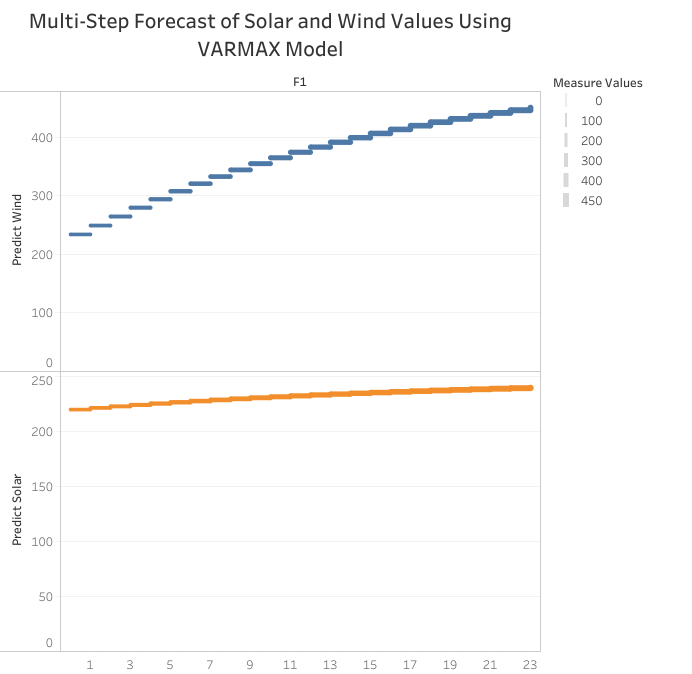 Multi-Step Forecast of Solar and Wind Values Using
VARMAX Model
F1
Measure Values
0
100
200
300
400
450
Predict Wind
400
300
200
100
0
Predict Solar
250
200
150
100
50
0
1 3 5 7 9 11 13 15 17 19 21 23